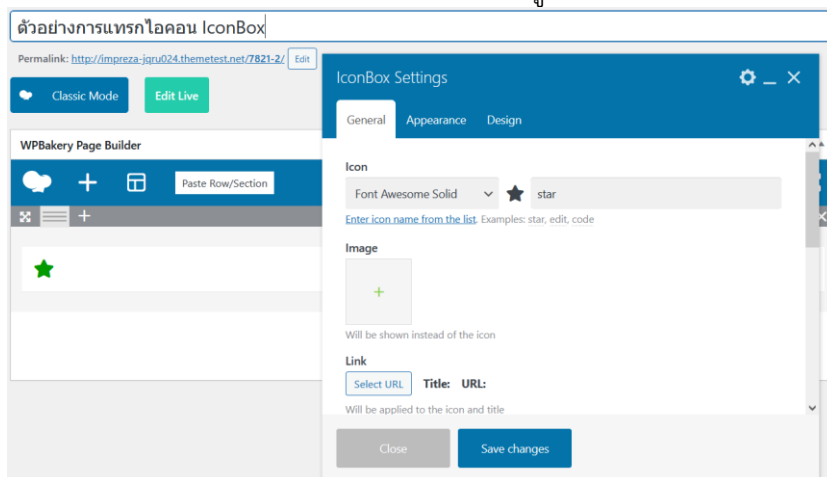 ตัวอย่างการแทรกไอคอน IconBox
Permalink: http://impreza-jqru024.themetest.net/7821-2/ Edit
Classic Mode
Edit Live
WPBakery Page Builder
Paste Row/Section
IconBox Settings
General Appearance Design
Icon
Font Awesome Solid star
Enter icon name from the list. Examples: star, edit, code
Image
Will be shown instead of the icon
Link
Select URL Title: URL:
Will be applied to the icon and title
Close Save changes